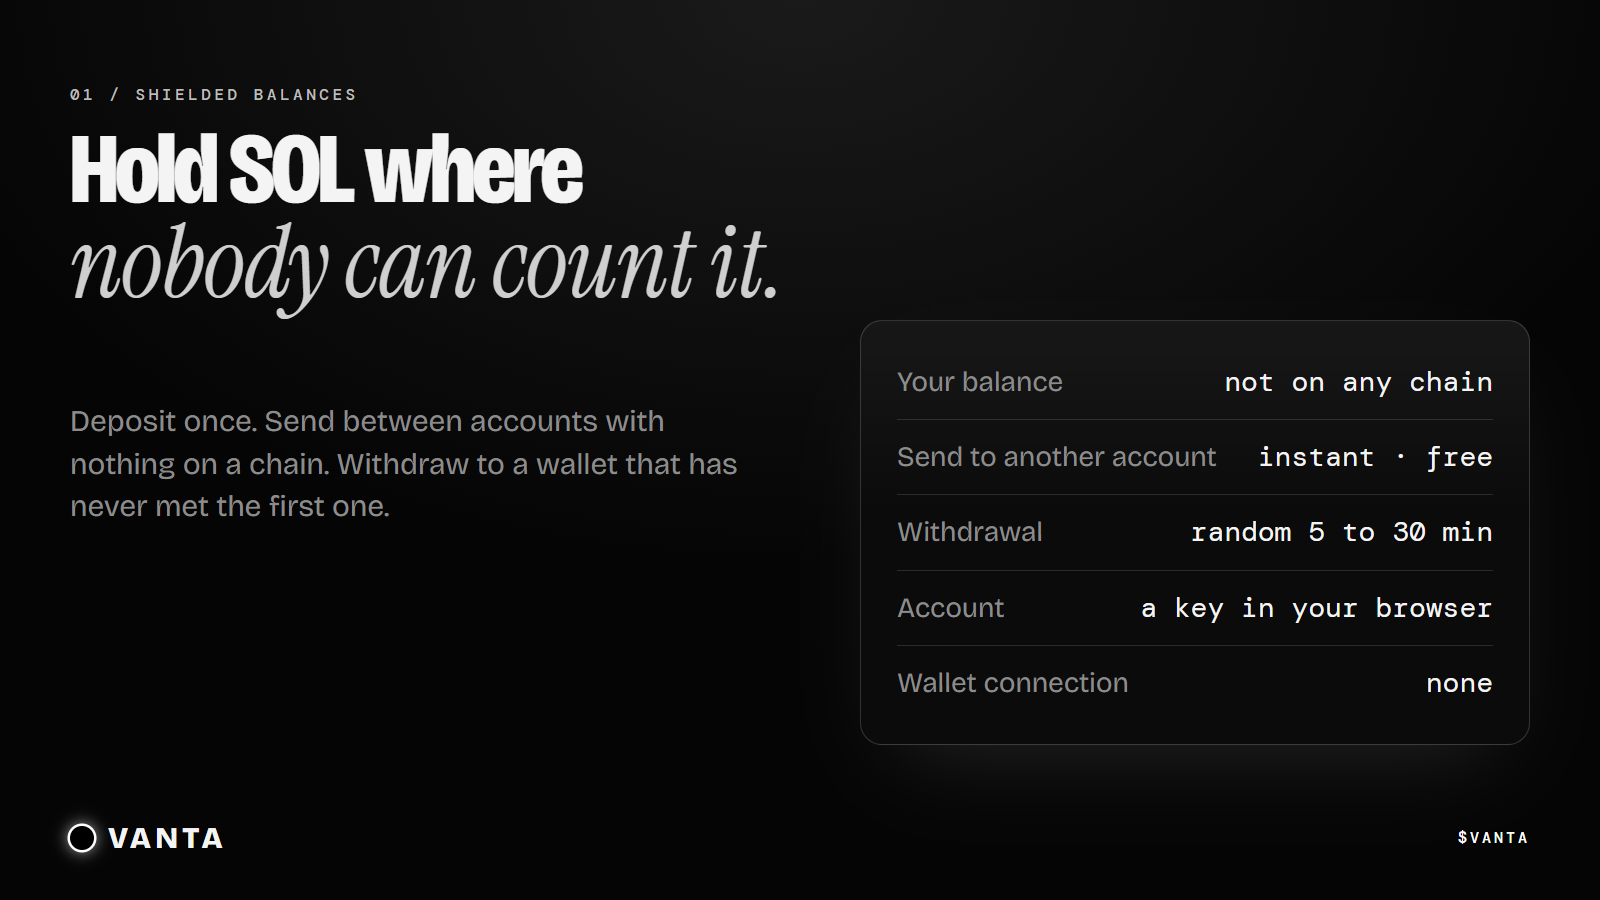 01 / SHIELDED BALANCES
Hold SOL where
nobody can count it.
Deposit once. Send between accounts with
nothing on a chain. Withdraw to a wallet that has
never met the first one.
Your balance not on any chain
Send to another account instant · free
Withdrawal random 5 to 30 min
Account a key in your browser
Wallet connection none
VANTA
$VANTA